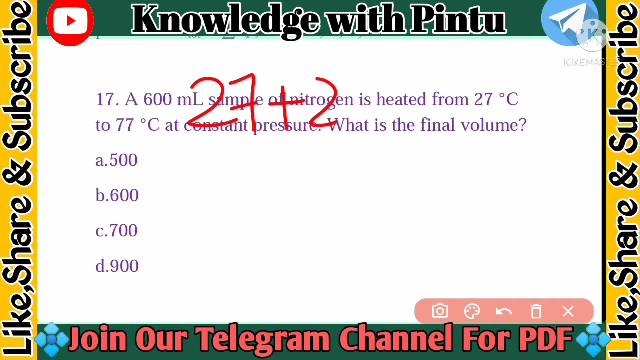 Knowledge with Pintu
Like,Share & Subscribe
17. A 600 mL sample of nitrogen is heated from 27 °C
to 77 °C at constant pressure. What is the final volume?
27+2
a.500
b.600
c.700
d.900
Like,Share & Subscribe
Join Our Telegram Channel For PDF